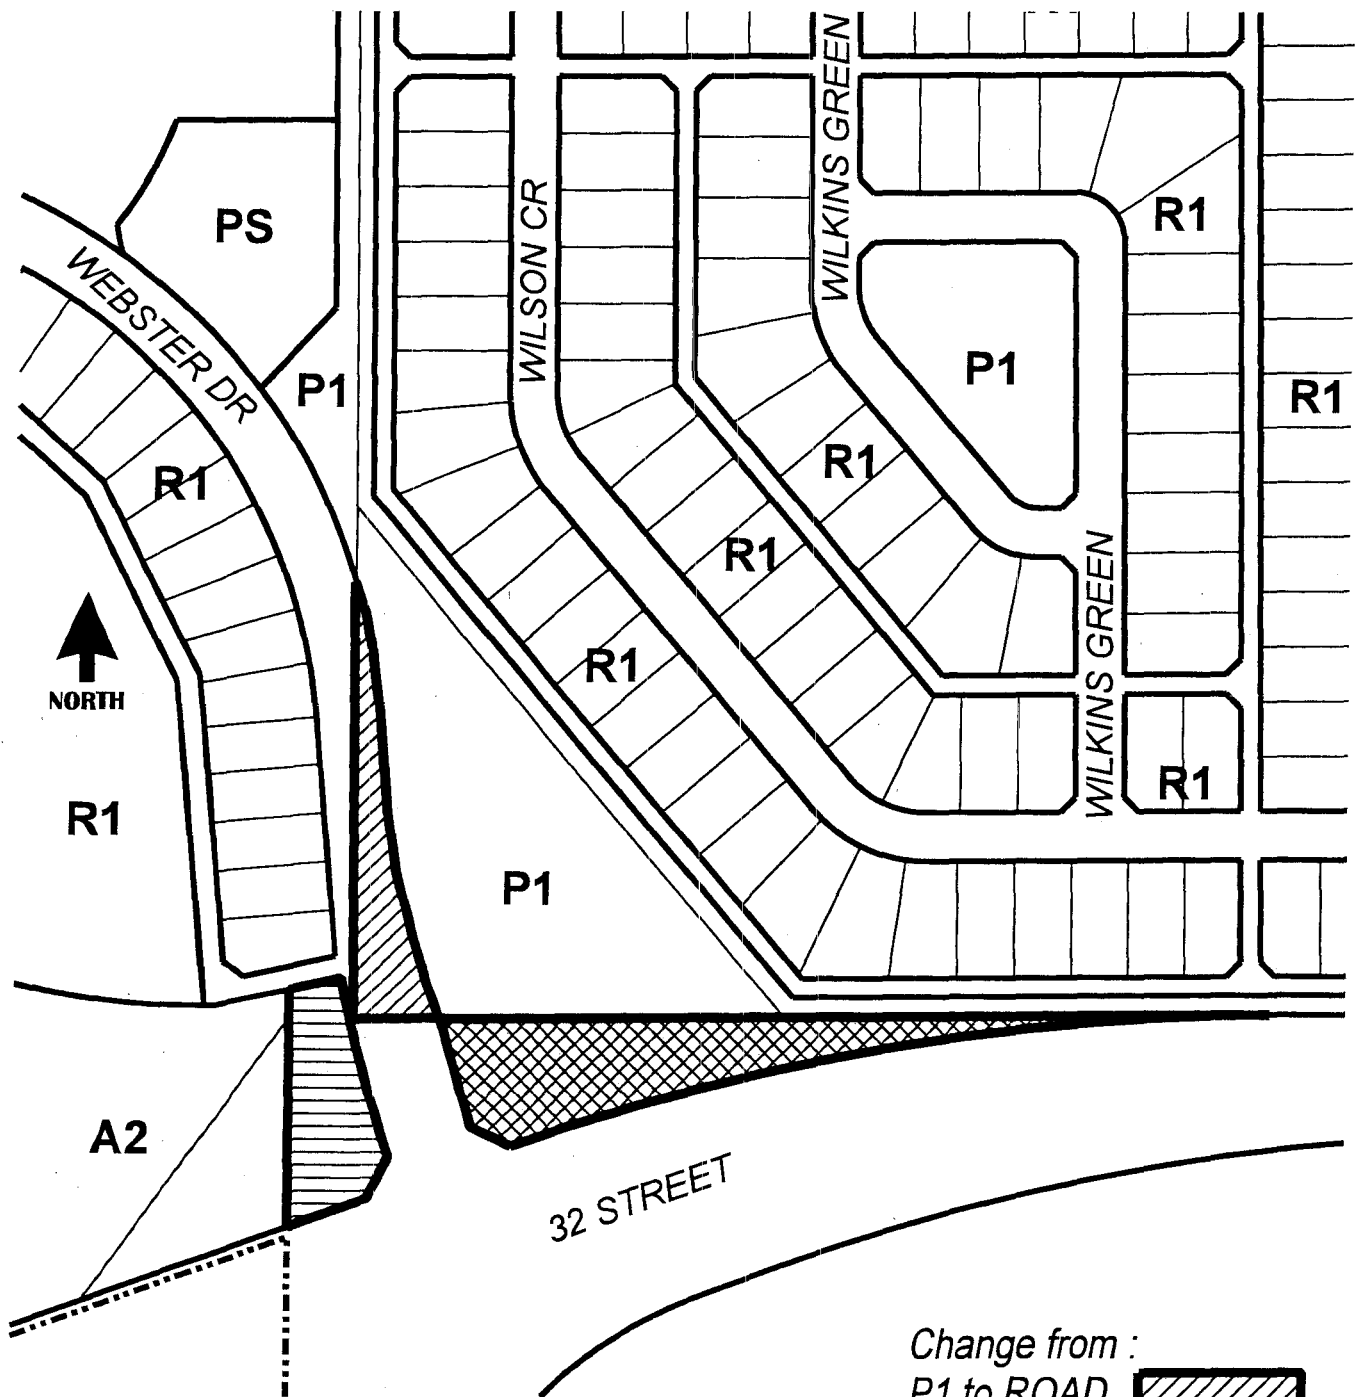 WILKINS GREEN
PS
WILSON CR
R1
WEBSTER DR
P1
P1
R1
R1
R1
R1
R1
WILKINS GREEN
NORTH
R1
R1
P1
A2
32 STREET
Change from :
P1 to ROAD